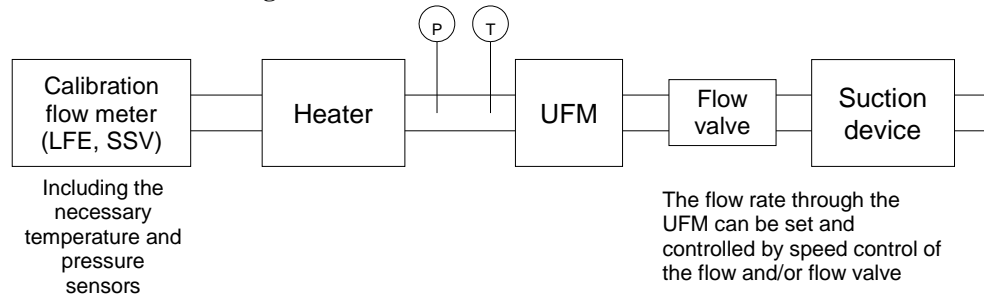 P
T
Calibration
flow meter
(LFE, SSV)
Heater
UFM
Flow
valve
Suction
device
Including the
necessary
temperature and
pressure
sensors
The flow rate through the
UFM can be set and
controlled by speed control of
the flow and/or flow valve